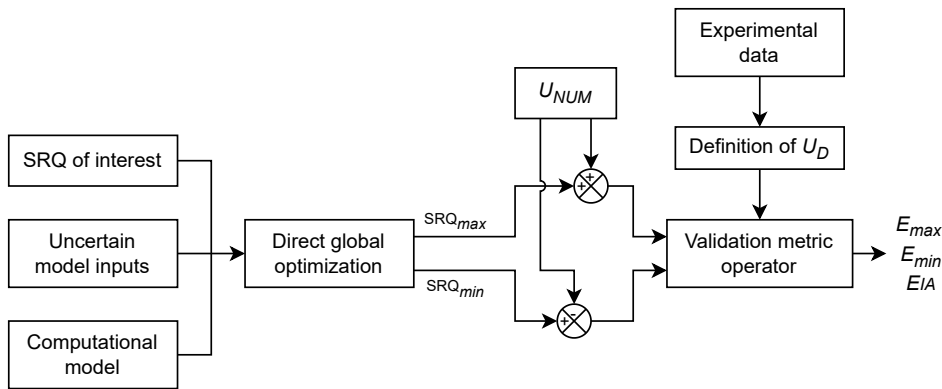 Experimental
data
U_NUM
SRQ of interest
Definition of U_D
+
+
Uncertain
model inputs
Direct global
optimization
SRQ_max
SRQ_min
Validation metric
operator
E_max
E_min
E_IA
+
-
Computational
model